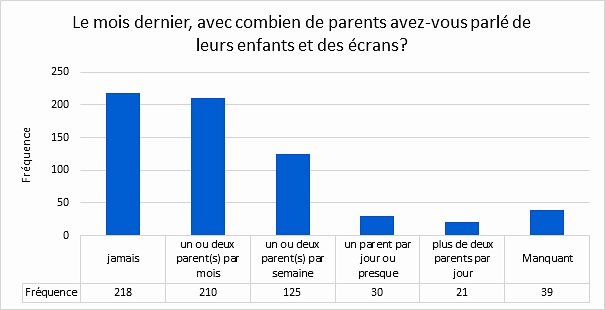 Le mois dernier, avec combien de parents avez-vous parlé de
leurs enfants et des écrans?
250
200
150
100
50
0
Fréquence
jamais
un ou deux
parent(s) par
mois
un ou deux
parent(s) par
semaine
un parent par
jour ou
presque
plus de deux
parents par
jour
Manquant
Fréquence 218 210 125 30 21 39